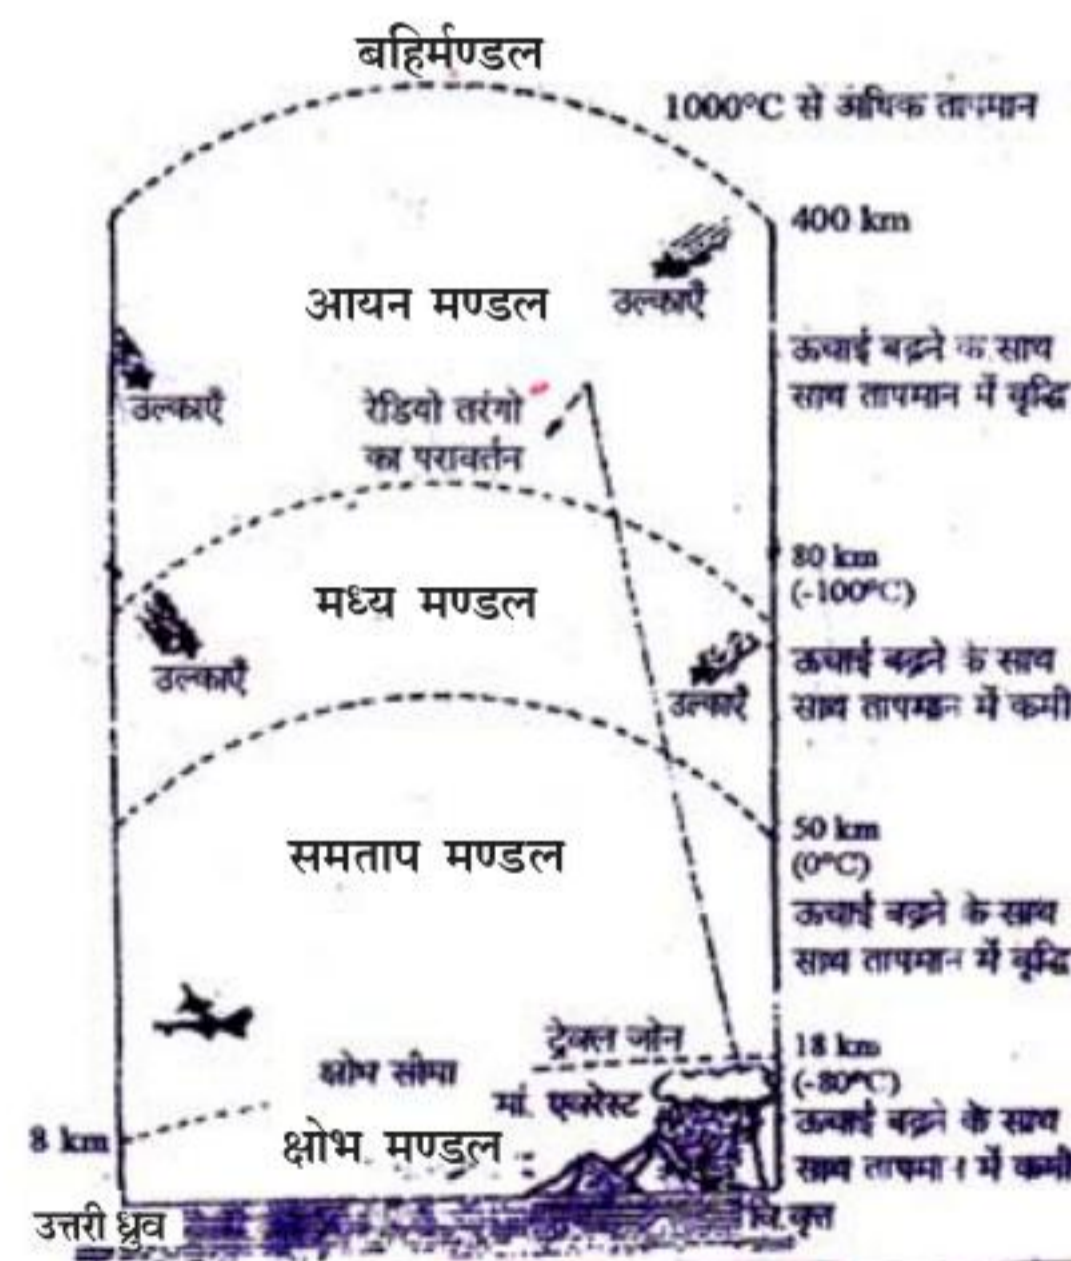 बहिर्मण्डल
1000°C से अधिक तापमान
400 km
आयन मण्डल
उल्काएँ
ऊंचाई बढ़ने के साथ
साथ तापमान में वृद्धि
उल्काएँ
रेडियो तरंगो
का परावर्तन
80 km
(-100°C)
मध्य मण्डल
उल्काएँ
उल्काएँ
ऊंचाई बढ़ने के साथ
साथ तापमान में कमी
50 km
(0°C)
समताप मण्डल
ऊंचाई बढ़ने के साथ
साथ तापमान में वृद्धि
18 km
(-80°C)
जोन
क्षोभ सीमा
मा. एवरेस्ट
ऊंचाई बढ़ने के साथ
साथ तापमान में कमी
8 km
क्षोभ मण्डल
उत्तरी ध्रुव
वृत्त